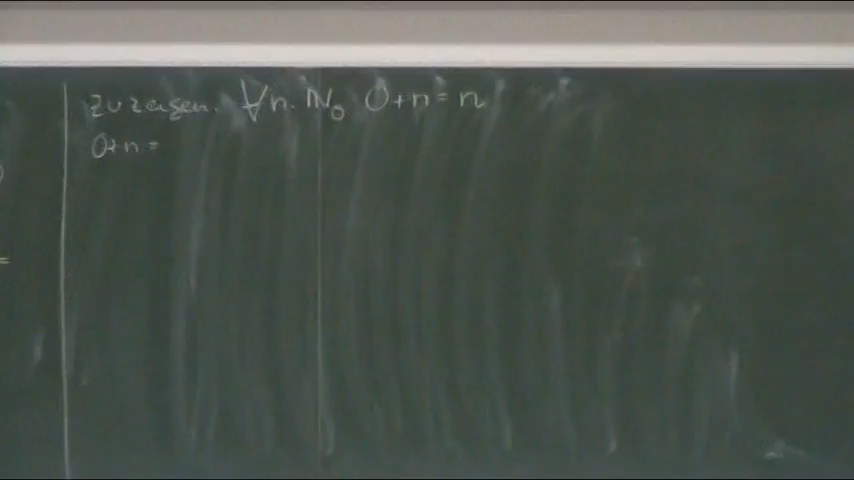 zu zeigen. ∀n. ℕ₀ 0+n = n
0+n =